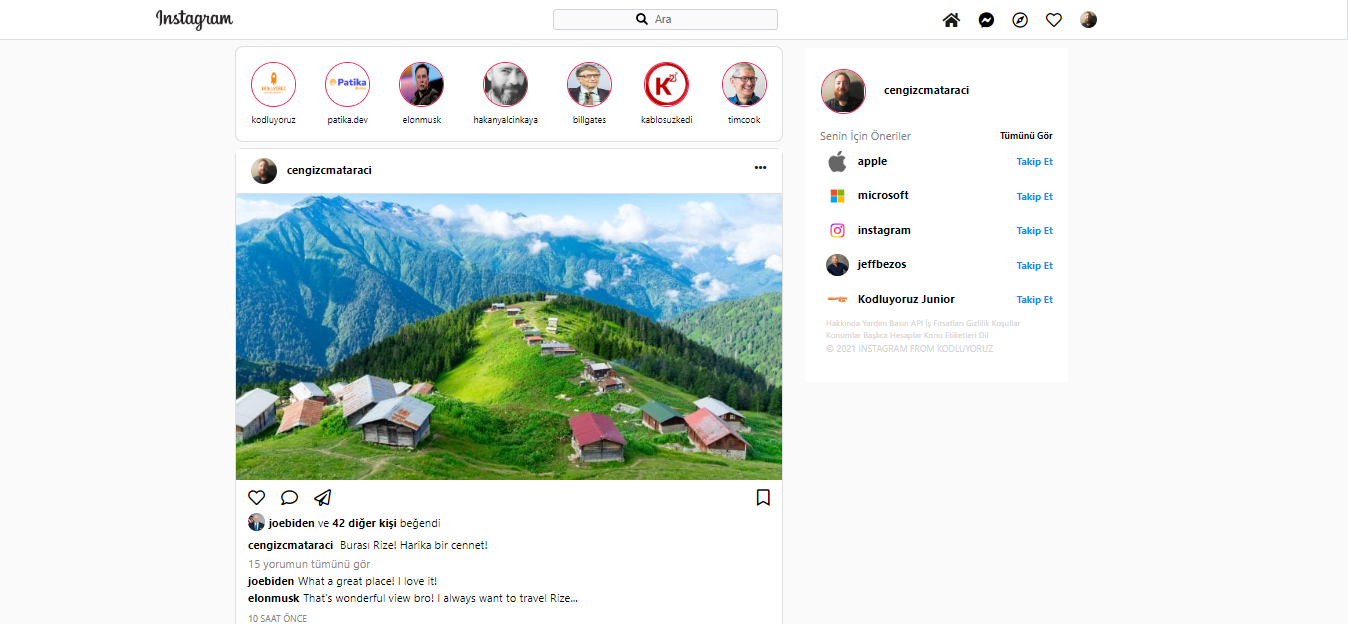 Instagram
Ara
KODLUYORUZ
Patika
kodluyoruz
patika.dev
elonmusk
hakanyalcinkaya
billgates
kablosuzkedi
timcook
cengizcmataraci
•••
cengizcmataraci
Senin İçin Öneriler Tümünü Gör
apple Takip Et
microsoft Takip Et
instagram Takip Et
jeffbezos Takip Et
Kodluyoruz Junior Takip Et
Hakkında Yardım Basın API İş Fırsatları Gizlilik Koşullar
Konumlar Başlıca Hesaplar Konu Etiketleri Dil
© 2021 INSTAGRAM FROM KODLUYORUZ
joebiden ve 42 diğer kişi beğendi
cengizcmataraci Burası Rize! Harika bir cennet!
15 yorumun tümünü gör
joebiden What a great place! I love it!
elonmusk That's wonderful view bro! I always want to travel Rize...
10 SAAT ÖNCE